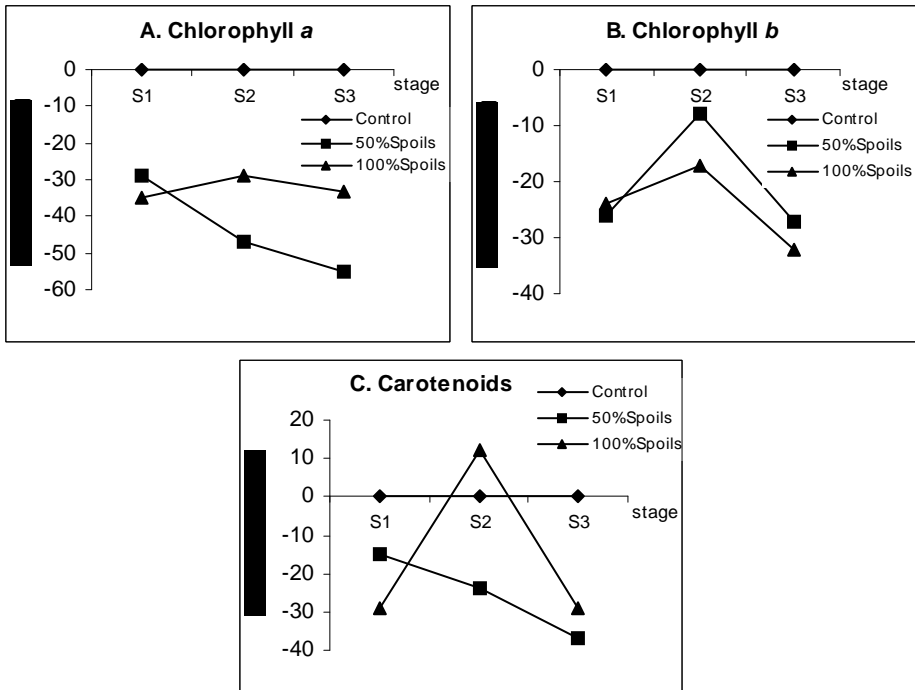 A. Chlorophyll a
0
-10
-20
-30
-40
-50
-60
S1 S2 S3
stage
Control
50%Spoils
100%Spoils
B. Chlorophyll b
0
-10
-20
-30
-40
S1 S2 S3
stage
Control
50%Spoils
100%Spoils
C. Carotenoids
20
10
0
-10
-20
-30
-40
S1 S2 S3
stage
Control
50%Spoils
100%Spoils